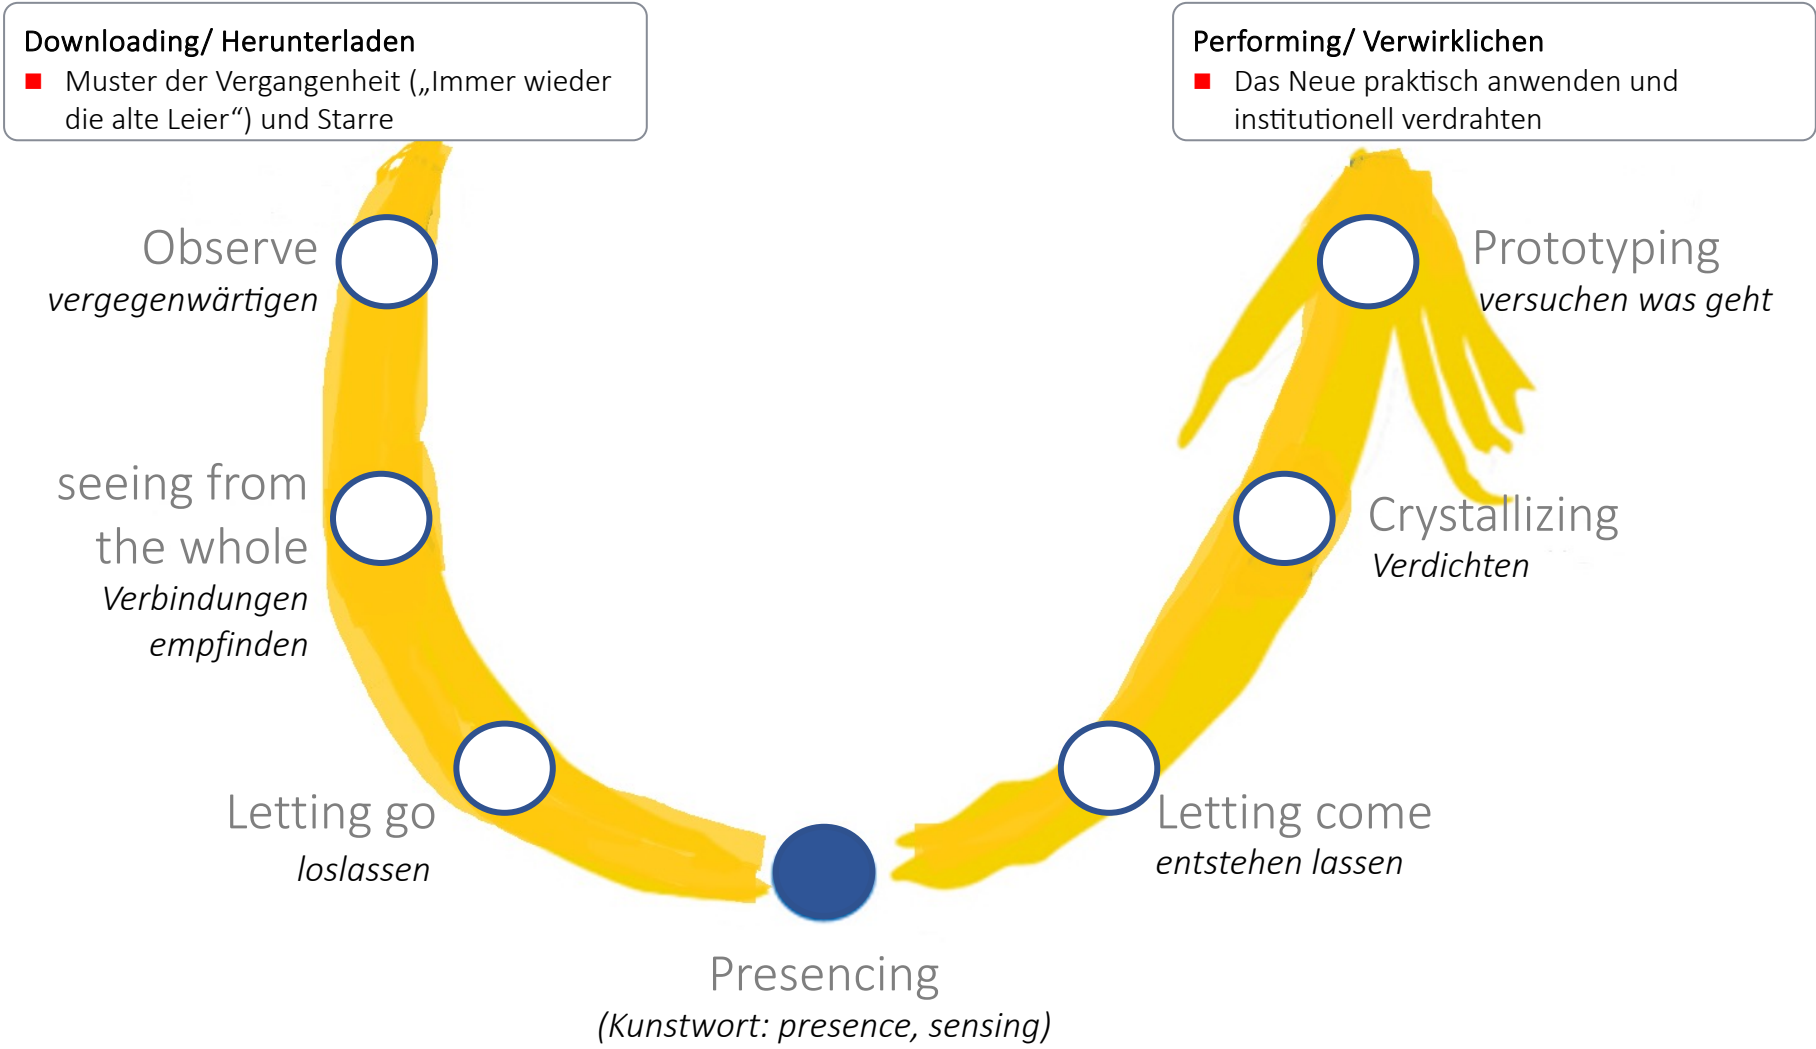 Downloading/ Herunterladen
Muster der Vergangenheit („Immer wieder
die alte Leier“) und Starre
Performing/ Verwirklichen
Das Neue praktisch anwenden und
institutionell verdrahten
Observe
vergegenwärtigen
seeing from
the whole
Verbindungen
empfinden
Letting go
loslassen
Presencing
(Kunstwort: presence, sensing)
Letting come
entstehen lassen
Crystallizing
Verdichten
Prototyping
versuchen was geht